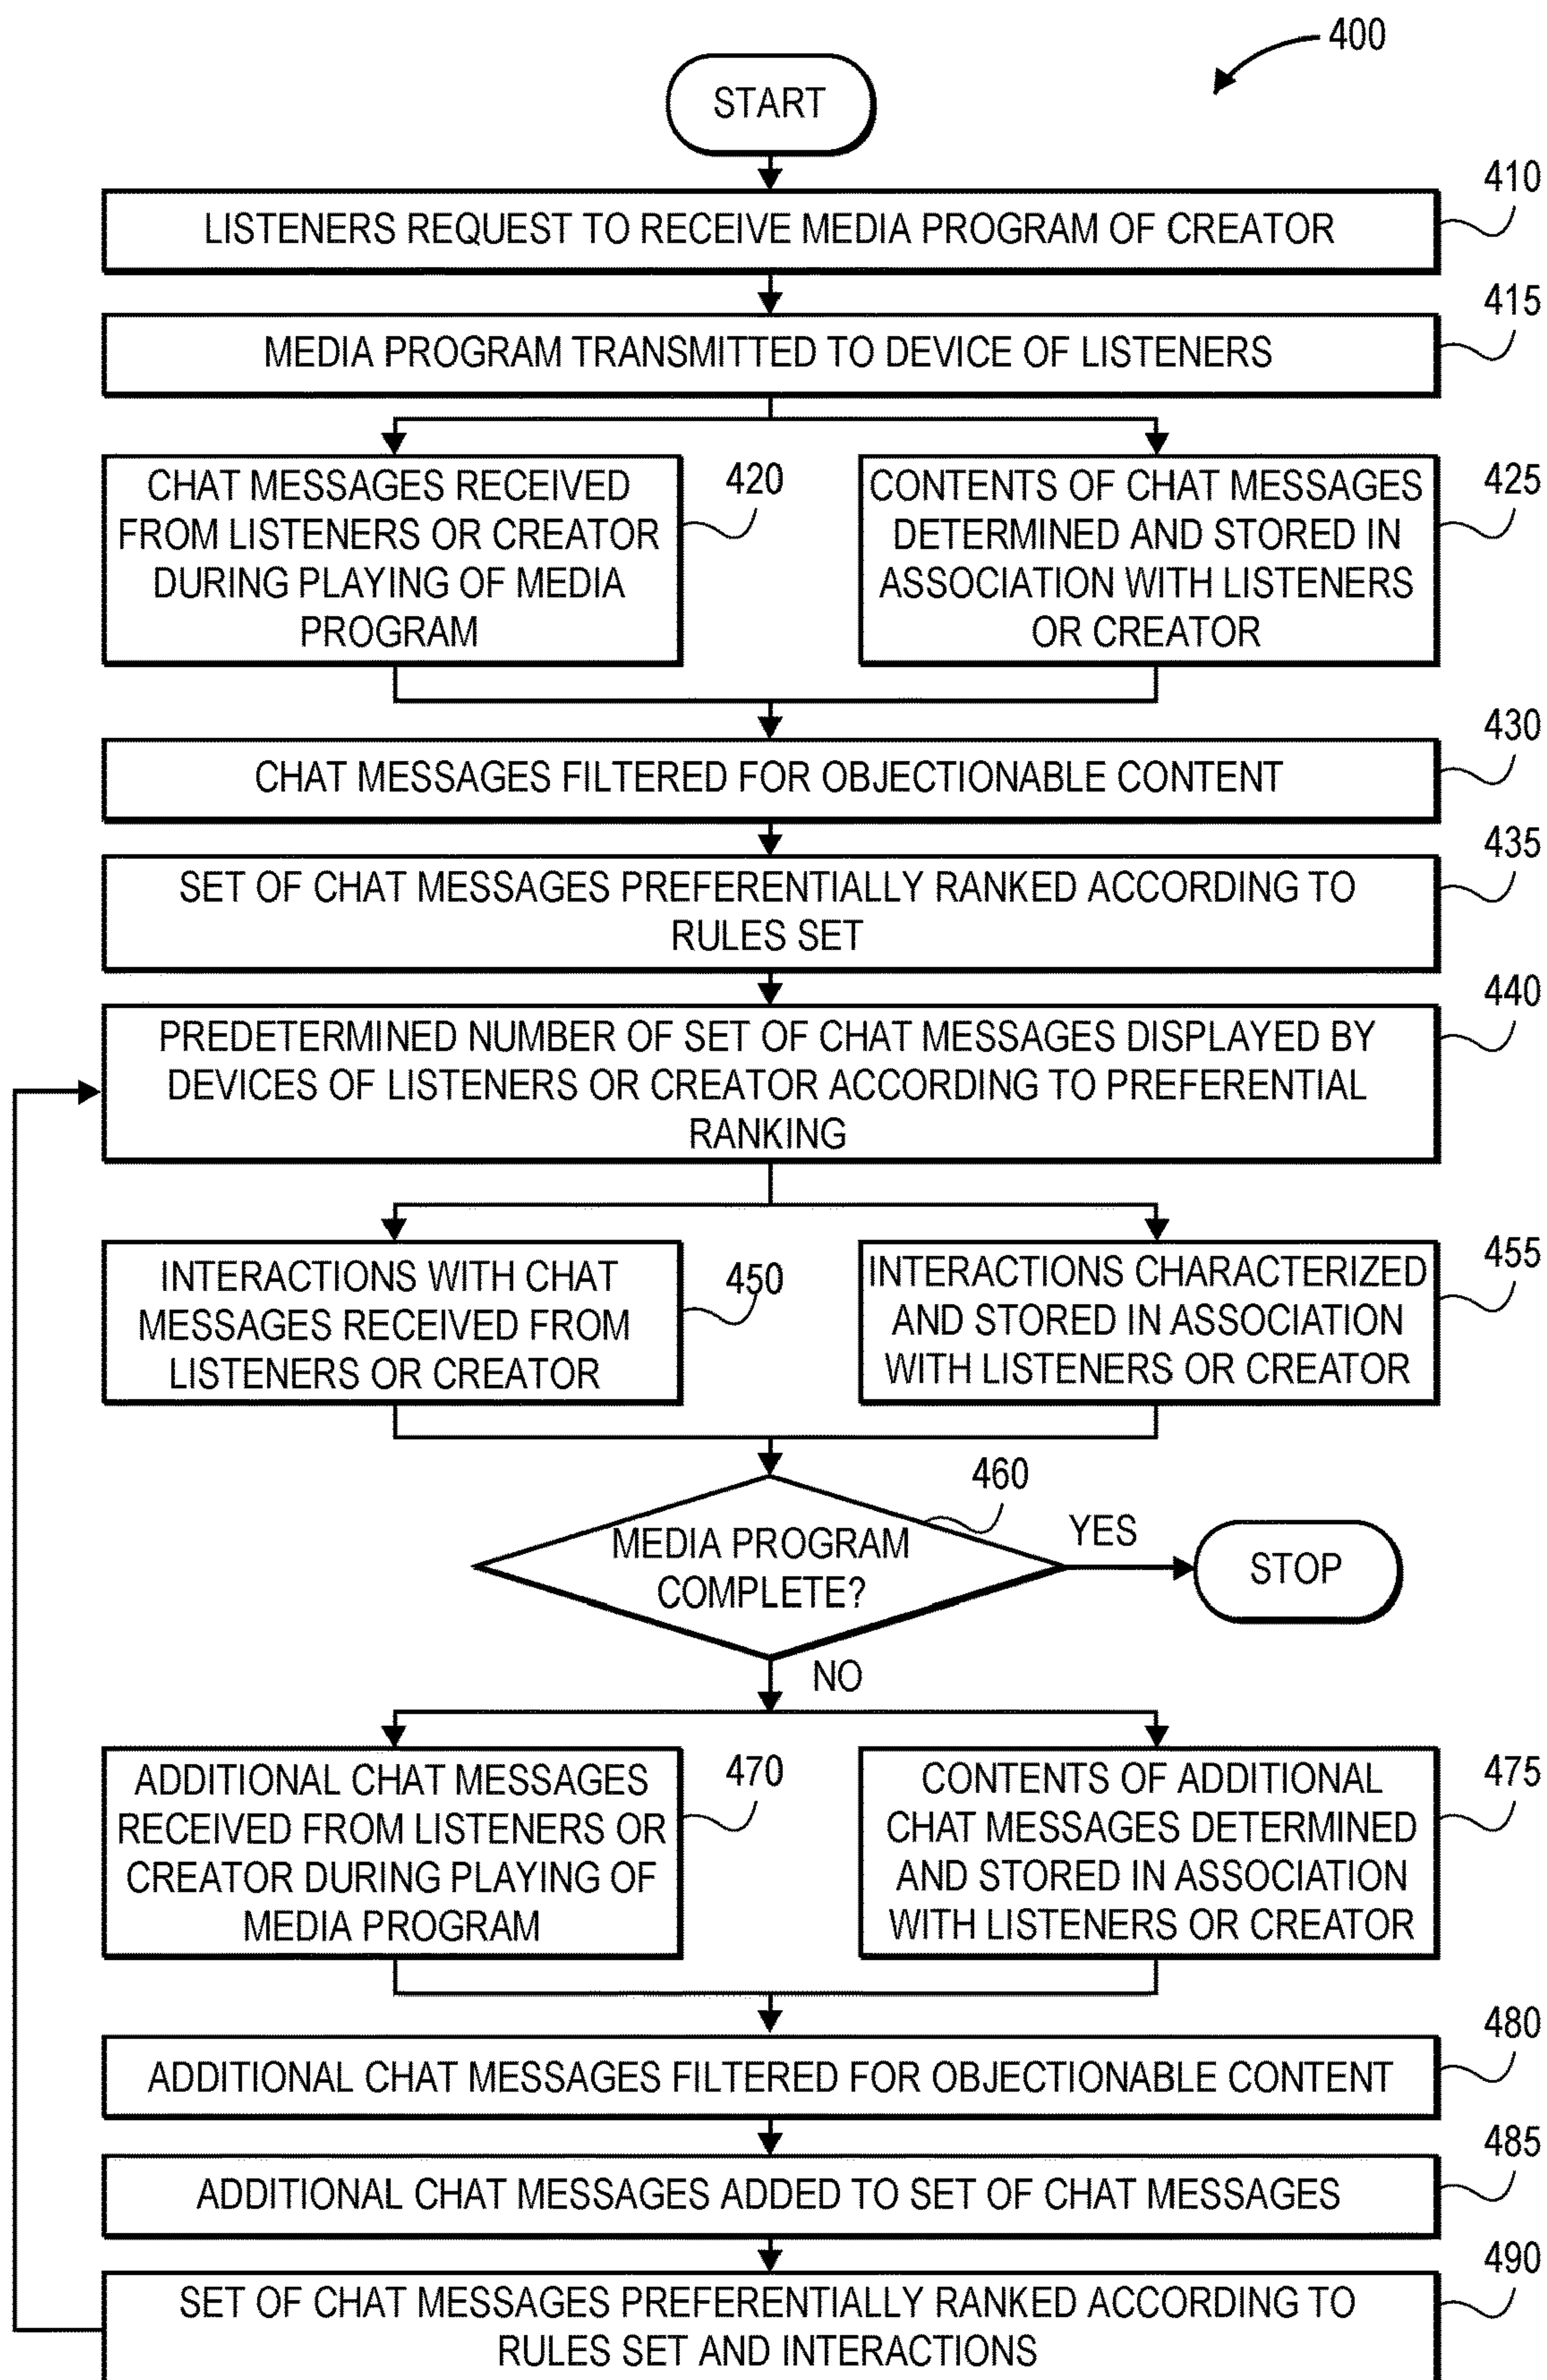 400
START
410
LISTENERS REQUEST TO RECEIVE MEDIA PROGRAM OF CREATOR
415
MEDIA PROGRAM TRANSMITTED TO DEVICE OF LISTENERS
CHAT MESSAGES RECEIVED
FROM LISTENERS OR CREATOR
DURING PLAYING OF MEDIA
PROGRAM
420
CONTENTS OF CHAT MESSAGES
DETERMINED AND STORED IN
ASSOCIATION WITH LISTENERS
OR CREATOR
425
430
CHAT MESSAGES FILTERED FOR OBJECTIONABLE CONTENT
435
SET OF CHAT MESSAGES PREFERENTIALLY RANKED ACCORDING TO
RULES SET
440
PREDETERMINED NUMBER OF SET OF CHAT MESSAGES DISPLAYED BY
DEVICES OF LISTENERS OR CREATOR ACCORDING TO PREFERENTIAL
RANKING
INTERACTIONS WITH CHAT
MESSAGES RECEIVED FROM
LISTENERS OR CREATOR
450
INTERACTIONS CHARACTERIZED
AND STORED IN ASSOCIATION
WITH LISTENERS OR CREATOR
455
460
MEDIA PROGRAM
COMPLETE?
YES
STOP
NO
ADDITIONAL CHAT MESSAGES
RECEIVED FROM LISTENERS OR
CREATOR DURING PLAYING OF
MEDIA PROGRAM
470
CONTENTS OF ADDITIONAL
CHAT MESSAGES DETERMINED
AND STORED IN ASSOCIATION
WITH LISTENERS OR CREATOR
475
480
ADDITIONAL CHAT MESSAGES FILTERED FOR OBJECTIONABLE CONTENT
485
ADDITIONAL CHAT MESSAGES ADDED TO SET OF CHAT MESSAGES
490
SET OF CHAT MESSAGES PREFERENTIALLY RANKED ACCORDING TO
RULES SET AND INTERACTIONS